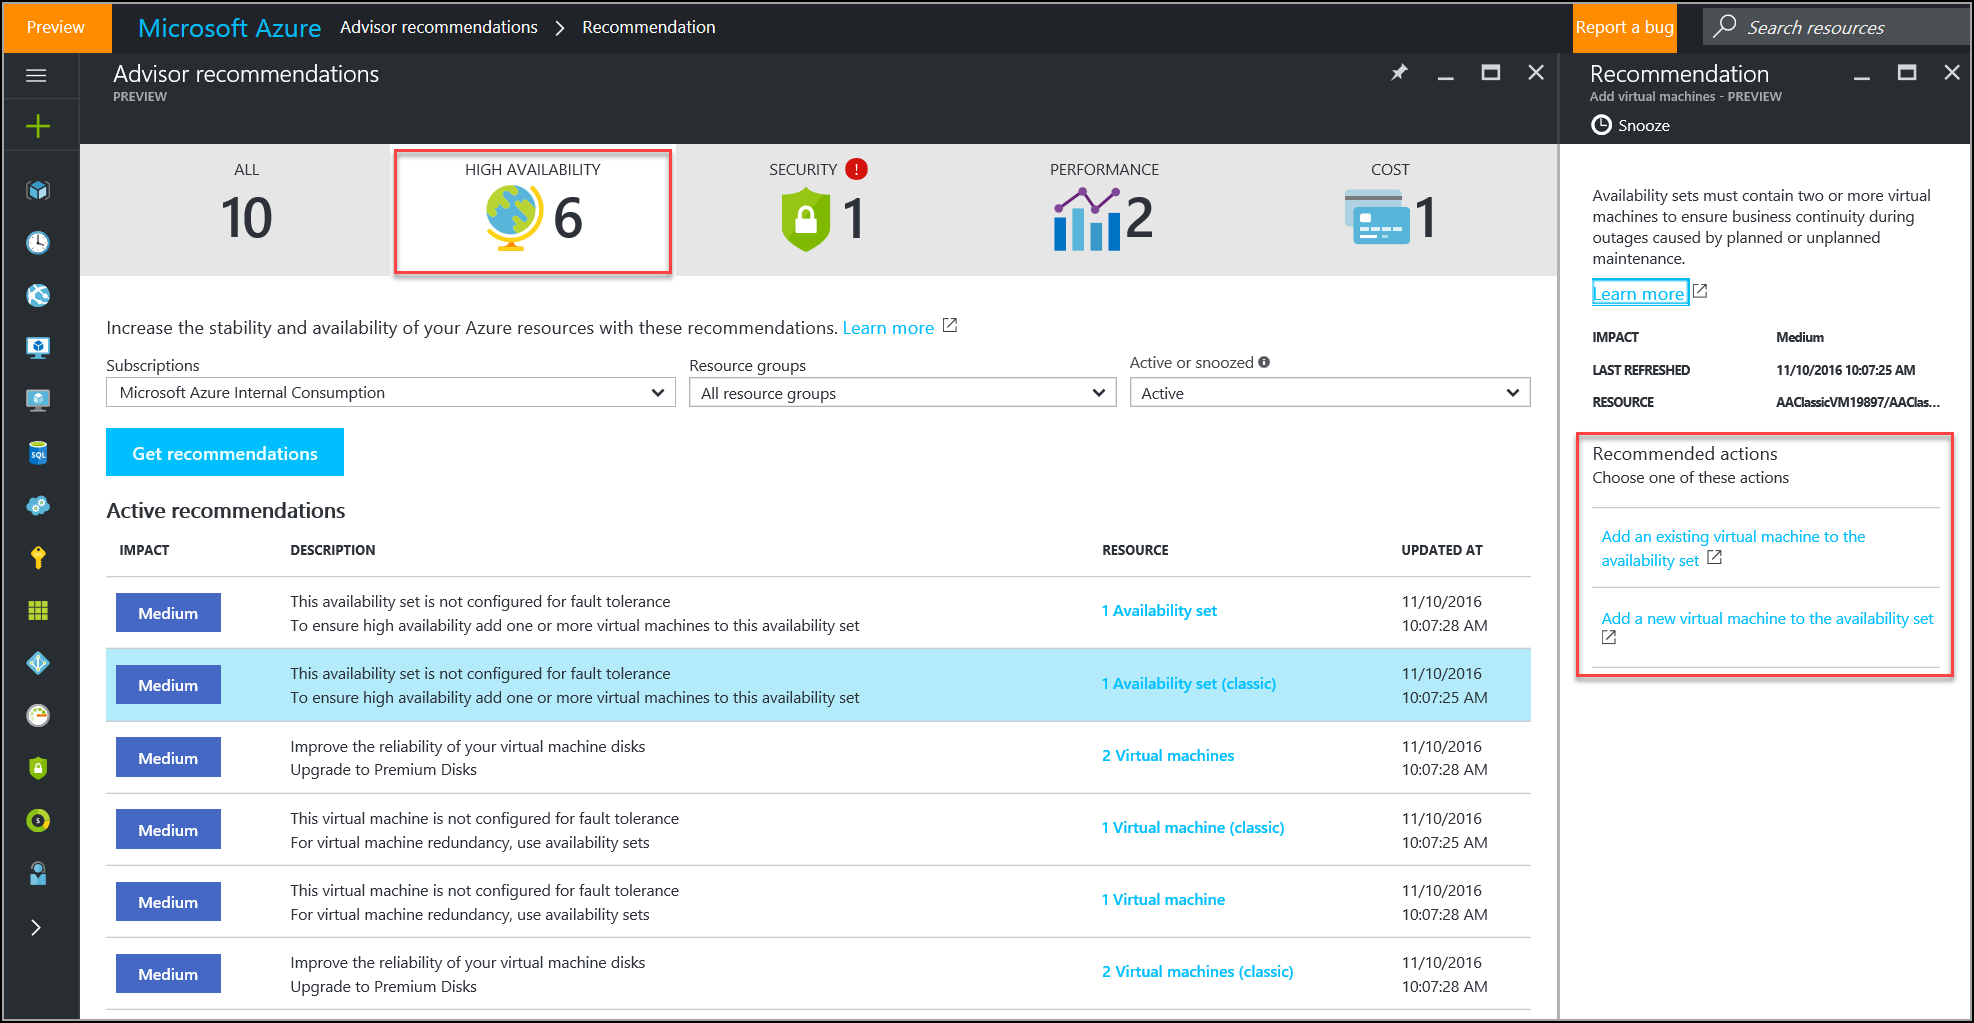 Preview
Microsoft Azure
Advisor recommendations
Recommendation
Report a bug
Search resources
Advisor recommendations
PREVIEW
ALL
10
HIGH AVAILABILITY
6
SECURITY !
1
PERFORMANCE
2
COST
1
Increase the stability and availability of your Azure resources with these recommendations. Learn more
Subscriptions
Microsoft Azure Internal Consumption
Resource groups
All resource groups
Active or snoozed
Active
Get recommendations
Active recommendations
IMPACT DESCRIPTION RESOURCE UPDATED AT
Medium
This availability set is not configured for fault tolerance
To ensure high availability add one or more virtual machines to this availability set
1 Availability set
11/10/2016
10:07:28 AM
Medium
This availability set is not configured for fault tolerance
To ensure high availability add one or more virtual machines to this availability set
1 Availability set (classic)
11/10/2016
10:07:25 AM
Medium
Improve the reliability of your virtual machine disks
Upgrade to Premium Disks
2 Virtual machines
11/10/2016
10:07:28 AM
Medium
This virtual machine is not configured for fault tolerance
For virtual machine redundancy, use availability sets
1 Virtual machine (classic)
11/10/2016
10:07:25 AM
Medium
This virtual machine is not configured for fault tolerance
For virtual machine redundancy, use availability sets
1 Virtual machine
11/10/2016
10:07:28 AM
Medium
Improve the reliability of your virtual machine disks
Upgrade to Premium Disks
2 Virtual machines (classic)
11/10/2016
10:07:28 AM
Recommendation
Add virtual machines - PREVIEW
Snooze
Availability sets must contain two or more virtual
machines to ensure business continuity during
outages caused by planned or unplanned
maintenance.
Learn more
IMPACT Medium
LAST REFRESHED 11/10/2016 10:07:25 AM
RESOURCE AAClassicVM19897/AAClas...
Recommended actions
Choose one of these actions
Add an existing virtual machine to the
availability set
Add a new virtual machine to the availability set
SQL
$